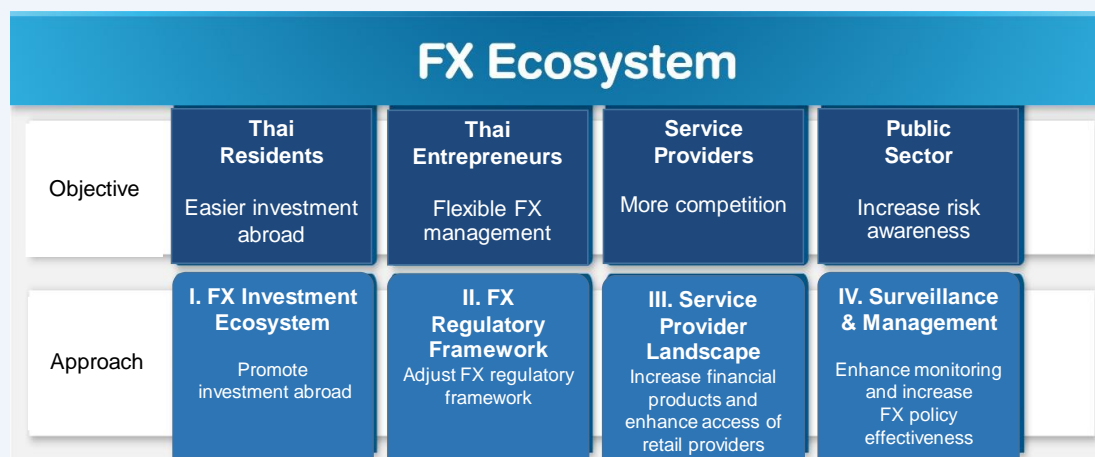 FX Ecosystem
Objective
Thai
Residents
Easier investment
abroad
Thai
Entrepreneurs
Flexible FX
management
Service
Providers
More competition
Public
Sector
Increase risk
awareness
Approach
I. FX Investment
Ecosystem
Promote
investment abroad
II. FX
Regulatory
Framework
Adjust FX regulatory
framework
III. Service
Provider
Landscape
Increase financial
products and
enhance access of
retail providers
IV. Surveillance
& Management
Enhance monitoring
and increase
FX policy
effectiveness